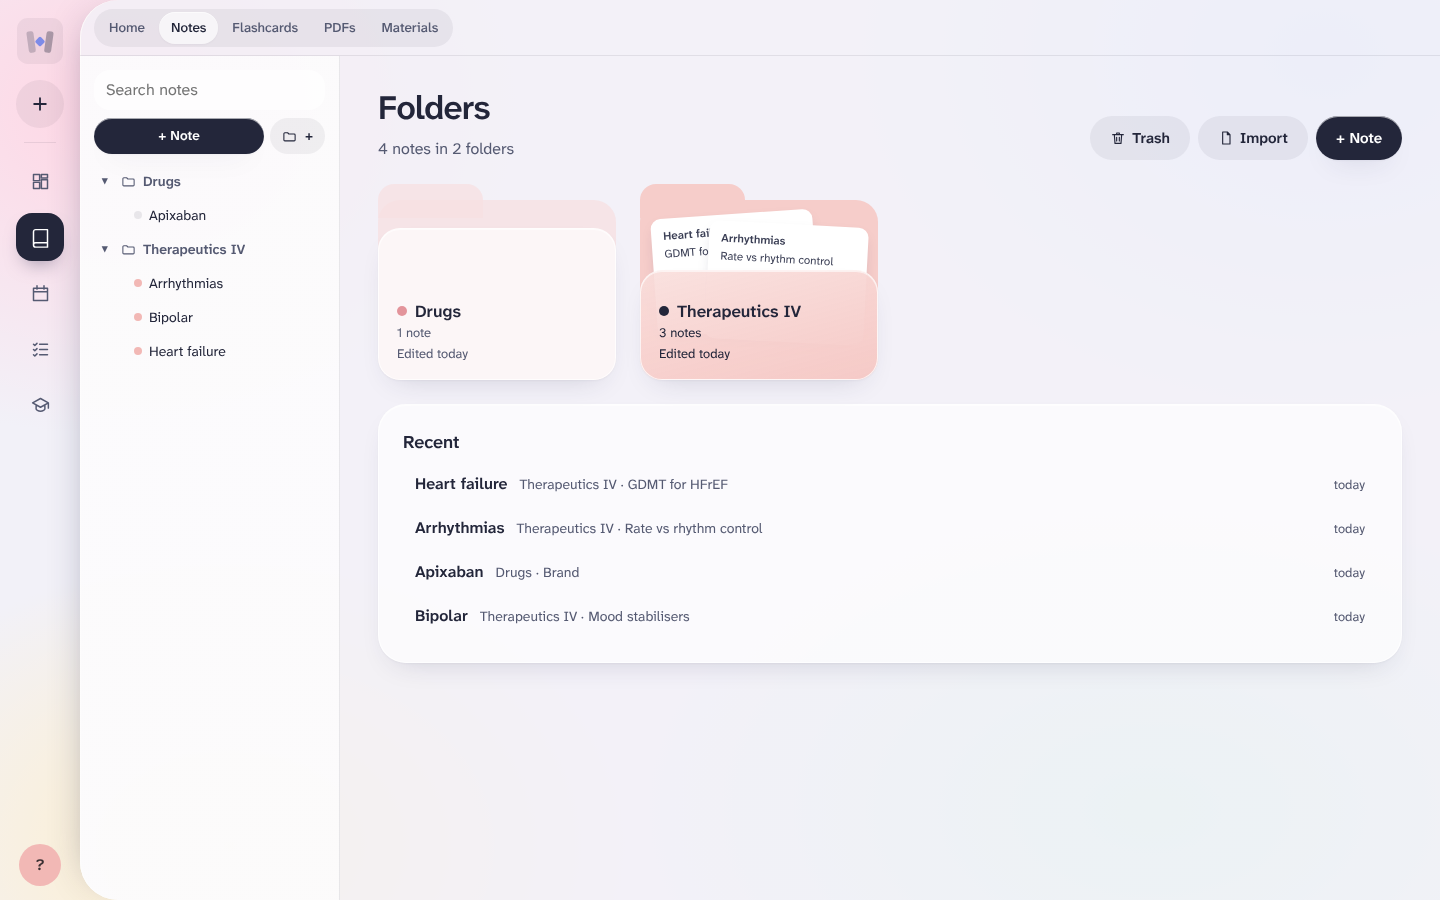 Home Notes Flashcards PDFs Materials
Search notes
+ Note
+
Drugs
Apixaban
Therapeutics IV
Arrhythmias
Bipolar
Heart failure
?
Folders
4 notes in 2 folders
Trash Import + Note
Drugs
1 note
Edited today
Heart fai
GDMT fo
Arrhythmias
Rate vs rhythm control
Therapeutics IV
3 notes
Edited today
Recent
Heart failure Therapeutics IV · GDMT for HFrEF today
Arrhythmias Therapeutics IV · Rate vs rhythm control today
Apixaban Drugs · Brand today
Bipolar Therapeutics IV · Mood stabilisers today